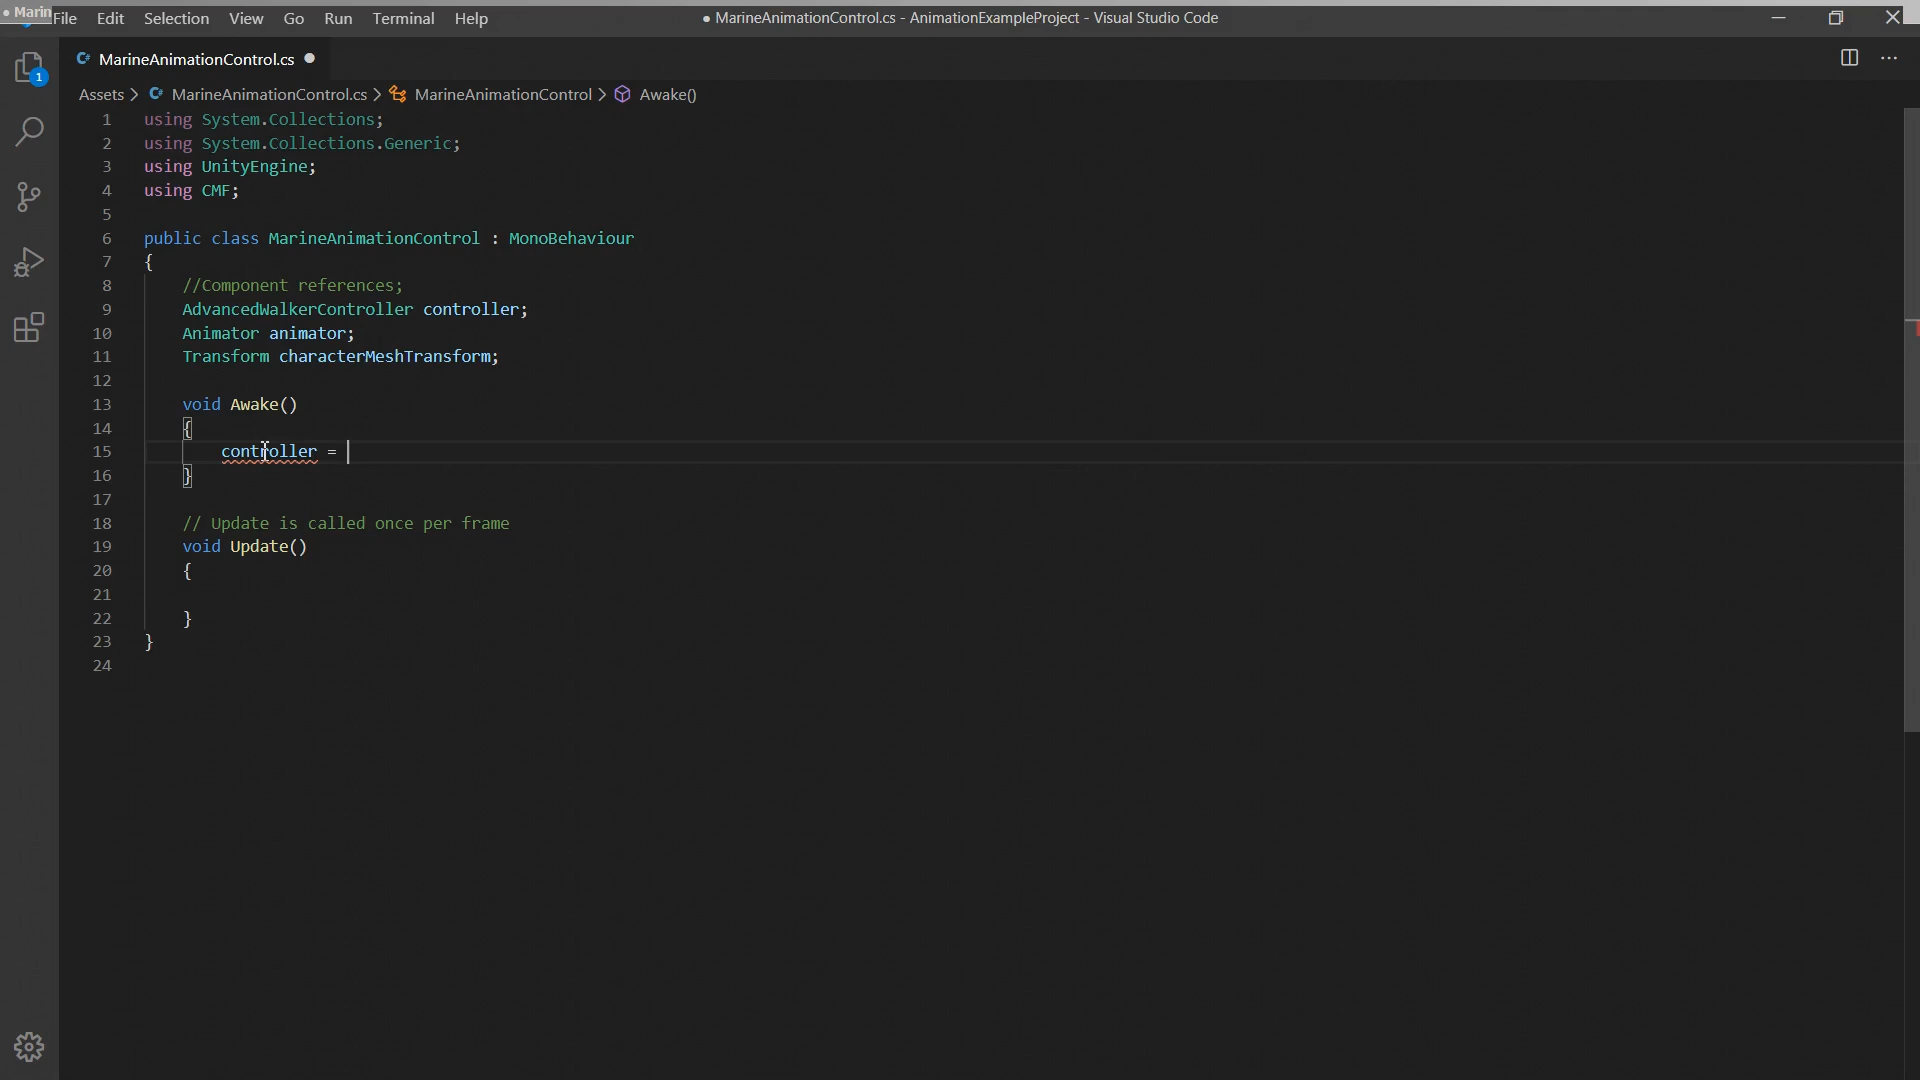 ● Marin
File Edit Selection View Go Run Terminal Help
● MarineAnimationControl.cs - AnimationExampleProject - Visual Studio Code
1
C# MarineAnimationControl.cs ●
Assets > C# MarineAnimationControl.cs > MarineAnimationControl > Awake()
1 using System.Collections;
2 using System.Collections.Generic;
3 using UnityEngine;
4 using CMF;
5
6 public class MarineAnimationControl : MonoBehaviour
7 {
8 //Component references;
9 AdvancedWalkerController controller;
10 Animator animator;
11 Transform characterMeshTransform;
12
13 void Awake()
14 {
15 controller =
16 }
17
18 // Update is called once per frame
19 void Update()
20 {
21
22 }
23 }
24